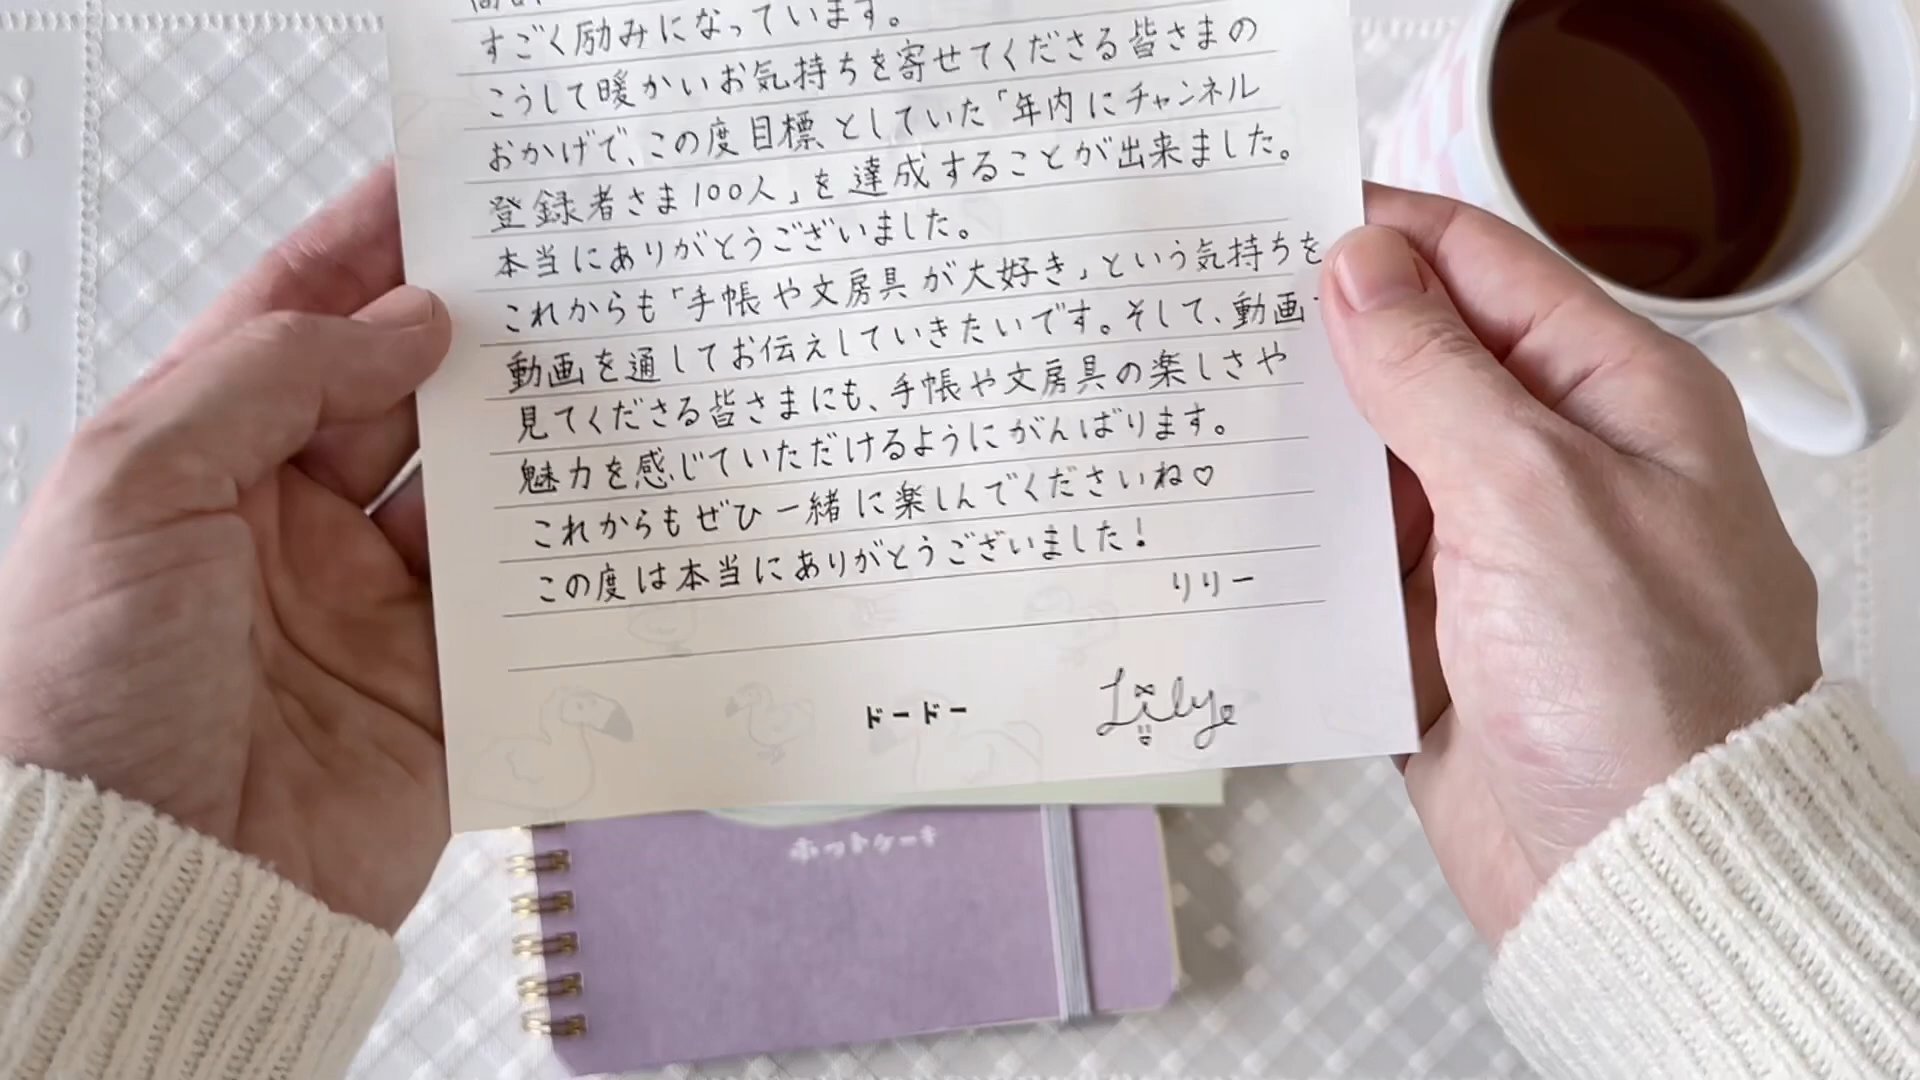 すごく励みになっています。
こうして暖かいお気持ちを寄せてくださる皆さまの
おかげで、この度目標としていた「年内にチャンネル
登録者さま100人」を達成することが出来ました。
本当にありがとうございました。
これからも「手帳や文房具が大好き」という気持ちを
動画を通してお伝えしていきたいです。そして、動画
見てくださる皆さまにも、手帳や文房具の楽しさや
魅力を感じていただけるようにがんばります。
これからもぜひ一緒に楽しんでくださいね♡
この度は本当にありがとうございました!
リリー
ドードー
Lily
ホットケーキ